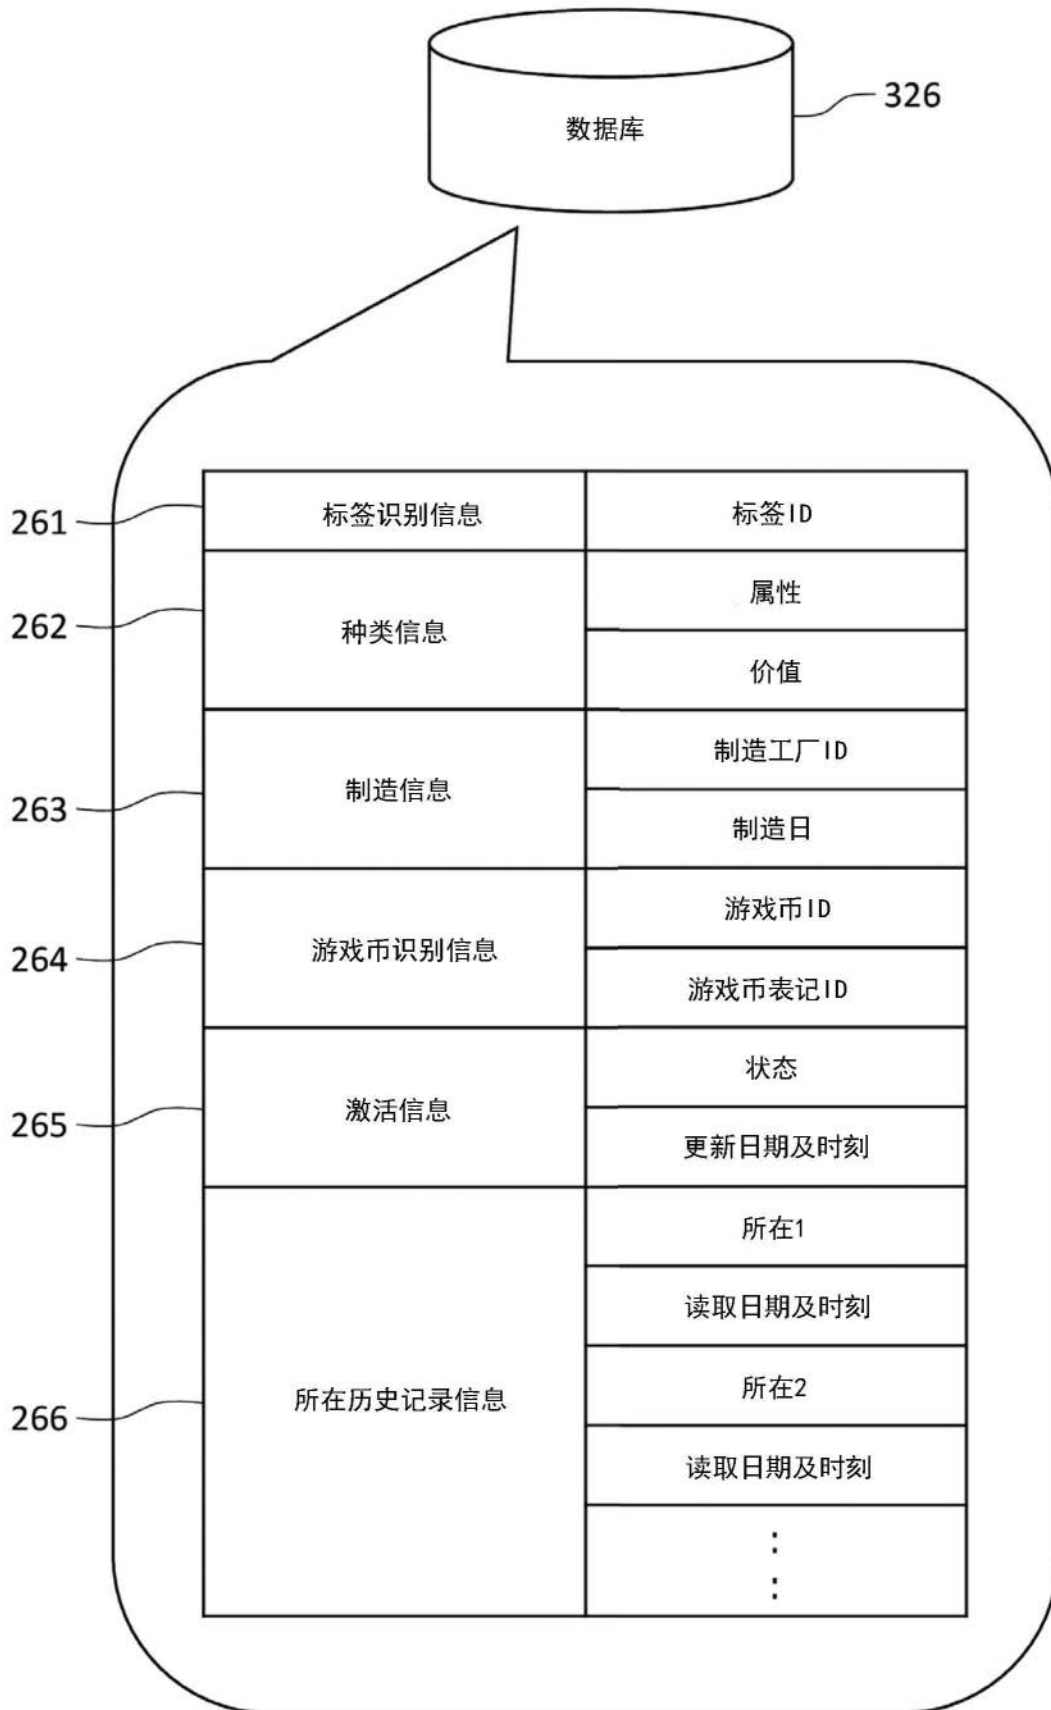 数据库
326
261
标签识别信息
标签ID
262
种类信息
属性
价值
263
制造信息
制造工厂ID
制造日
264
游戏币识别信息
游戏币ID
游戏币表记ID
265
激活信息
状态
更新日期及时刻
266
所在历史记录信息
所在1
读取日期及时刻
所在2
读取日期及时刻